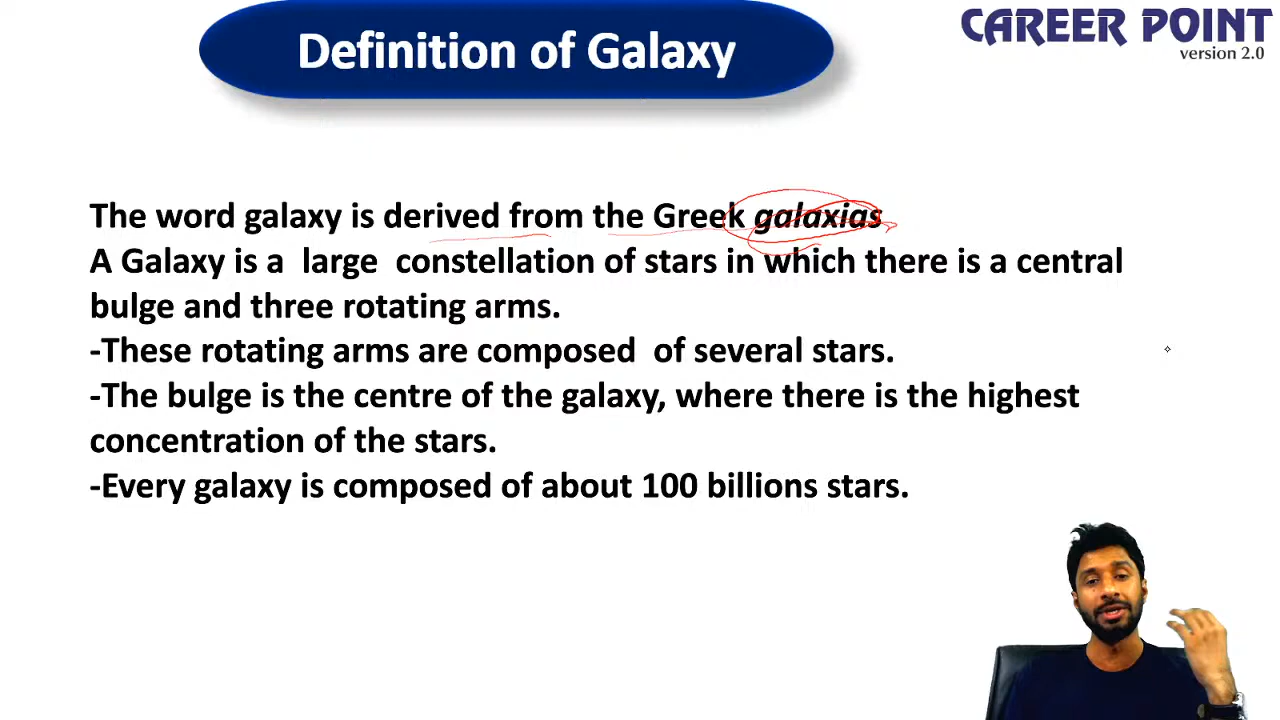 Definition of Galaxy
CAREER POINT
version 2.0
The word galaxy is derived from the Greek galaxias
A Galaxy is a large constellation of stars in which there is a central
bulge and three rotating arms.
-These rotating arms are composed of several stars.
-The bulge is the centre of the galaxy, where there is the highest
concentration of the stars.
-Every galaxy is composed of about 100 billions stars.